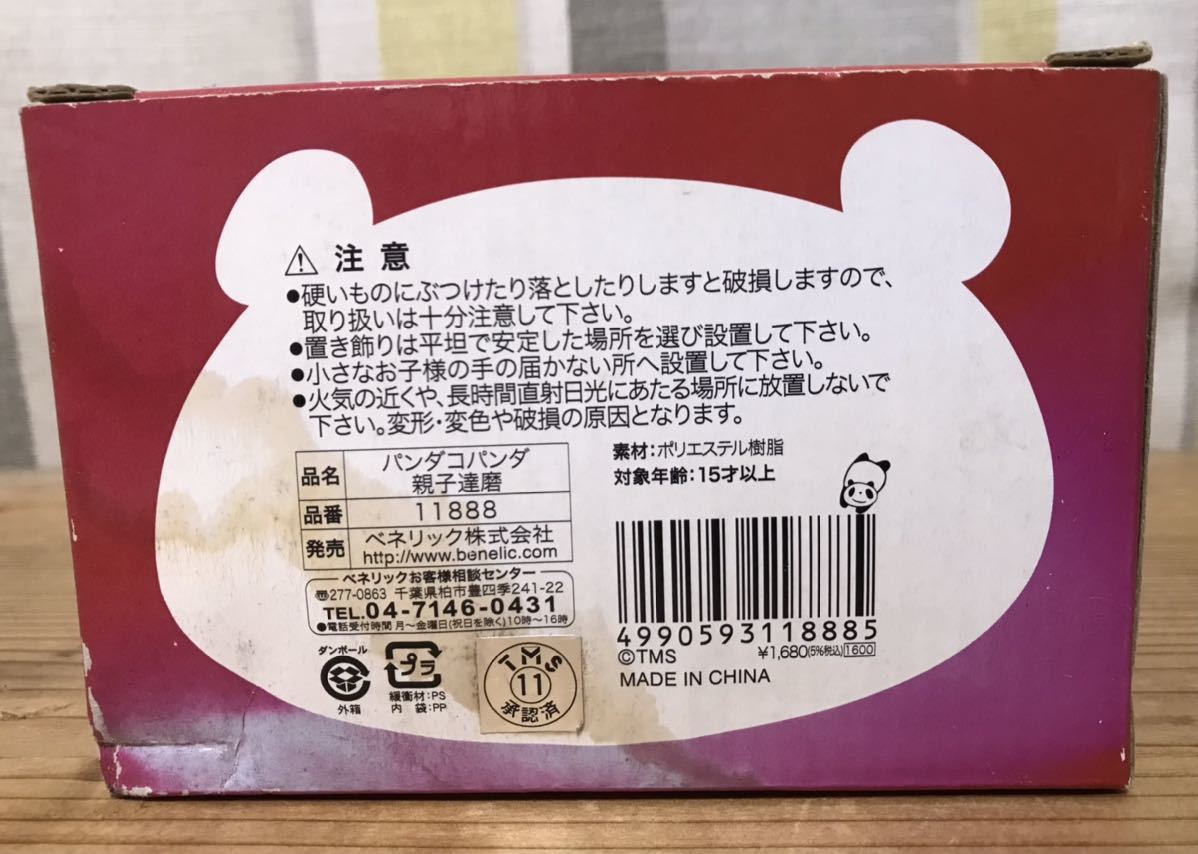 注意
●硬いものにぶつけたり落としたりしますと破損しますので、
取り扱いは十分注意して下さい。
●置き飾りは平坦で安定した場所を選び設置して下さい。
●小さなお子様の手の届かない所へ設置して下さい。
●火気の近くや、長時間直射日光にあたる場所に放置しないで
下さい。変形・変色や破損の原因となります。
品名 パンダコパンダ
親子達磨
品番 11888
発売 ベネリック株式会社
http://www.benelic.com
ベネリックお客様相談センター
〠277-0863 千葉県柏市豊四季241-22
TEL.04-7146-0431
●電話受付時間 月〜金曜日(祝日を除く)10時〜16時
ダンボール
外箱
プラ
緩衝材:PS
内 袋:PP
TMS
11
承認済
素材:ポリエステル樹脂
対象年齢:15才以上
4990593118885
©TMS ¥1,680(5%税込) 1600
MADE IN CHINA